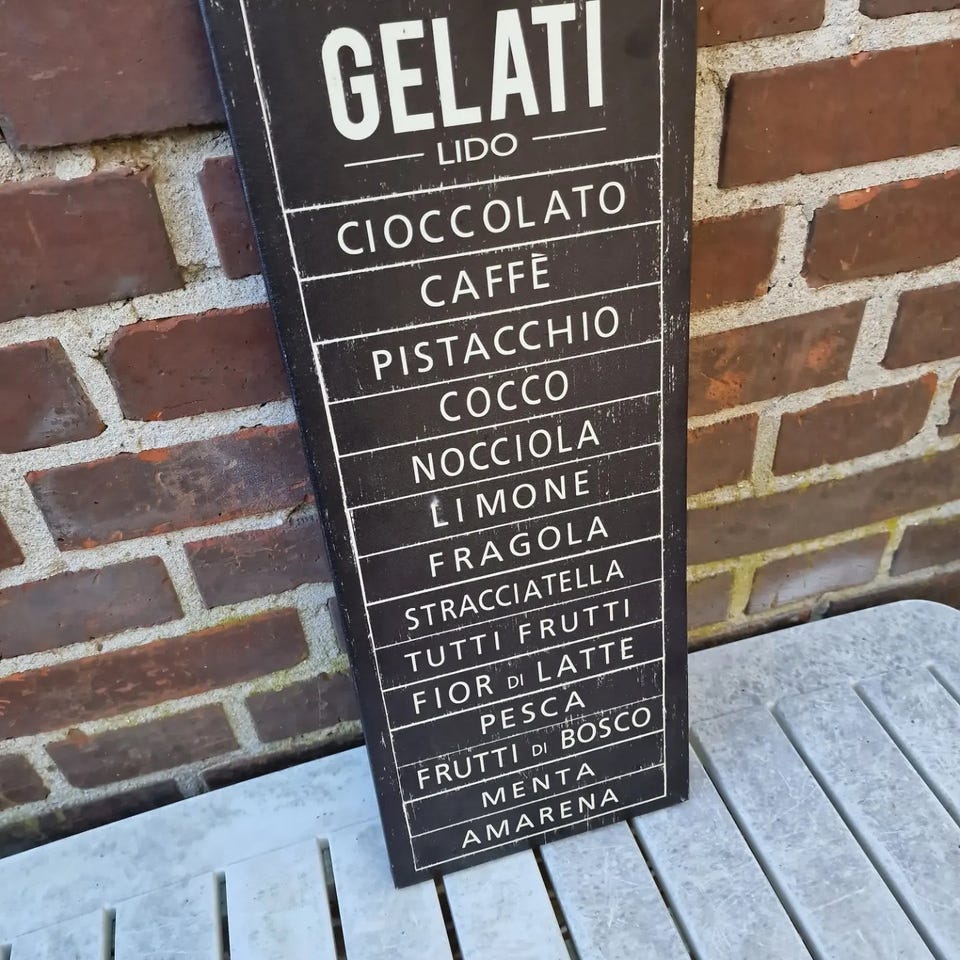 GELATI
LIDO
CIOCCOLATO
CAFFÈ
PISTACCHIO
COCCO
NOCCIOLA
LIMONE
FRAGOLA
STRACCIATELLA
TUTTI FRUTTI
FIOR DI LATTE
PESCA
FRUTTI DI BOSCO
MENTA
AMARENA